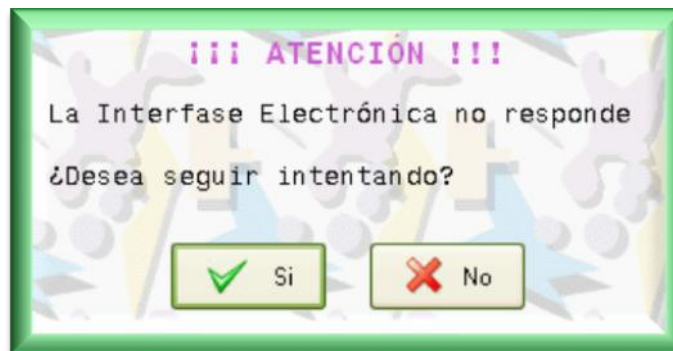 ¡¡¡ ATENCIÓN !!!
La Interfase Electrónica no responde
¿Desea seguir intentando?
Si
No